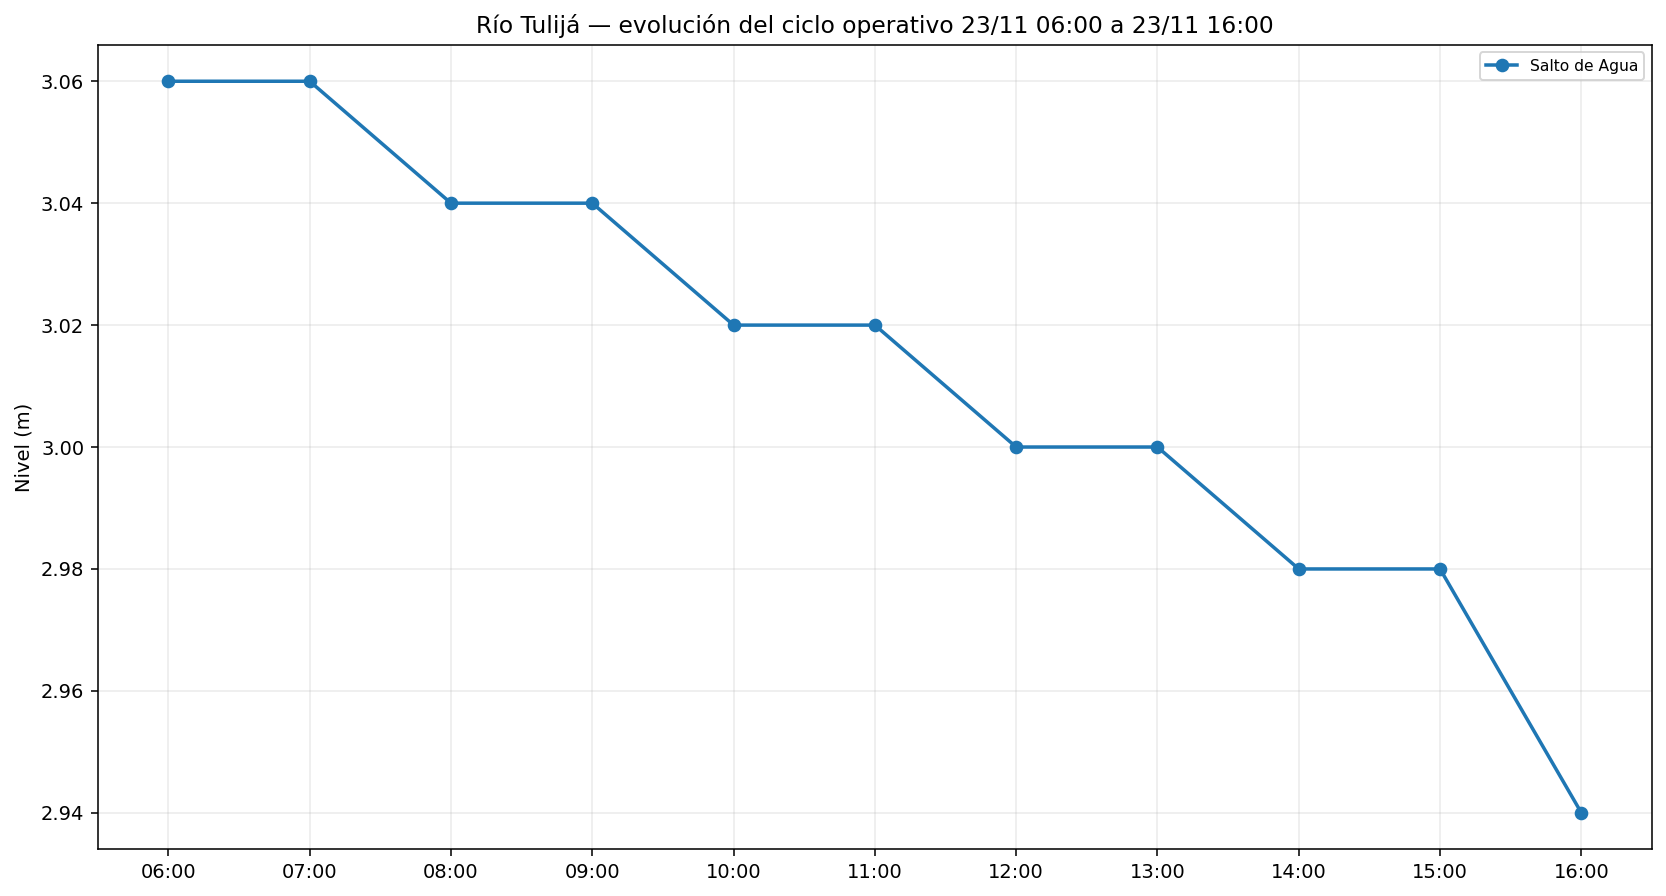 Río Tulijá — evolución del ciclo operativo 23/11 06:00 a 23/11 16:00
Salto de Agua
Nivel (m)
3.06
3.04
3.02
3.00
2.98
2.96
2.94
06:00 07:00 08:00 09:00 10:00 11:00 12:00 13:00 14:00 15:00 16:00